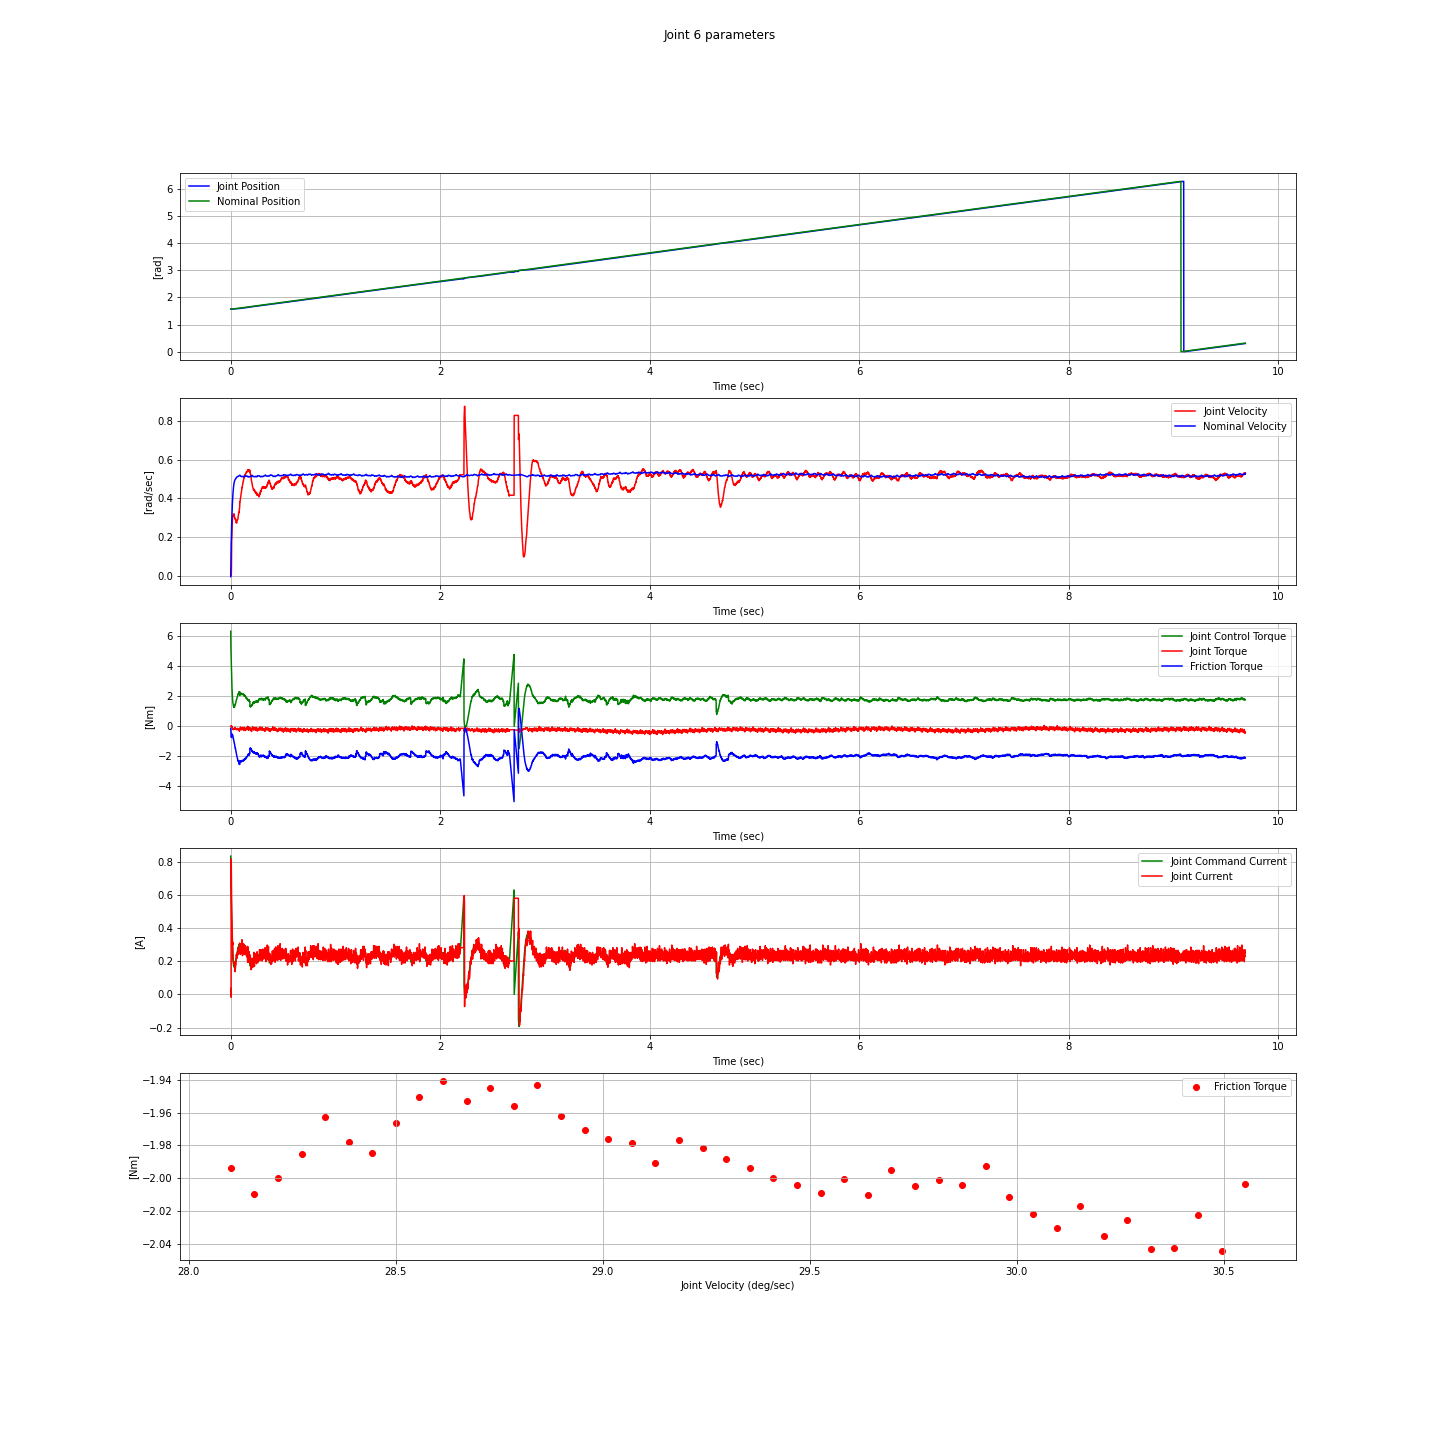 Joint 6 parameters
Joint Position
Nominal Position
6
5
4
3
2
1
0
[rad]
0 2 4 6 8 10
Time (sec)
Joint Velocity
Nominal Velocity
0.8
0.6
0.4
0.2
0.0
[rad/sec]
0 2 4 6 8 10
Time (sec)
Joint Control Torque
Joint Torque
Friction Torque
6
4
2
0
−2
−4
[Nm]
0 2 4 6 8 10
Time (sec)
Joint Command Current
Joint Current
0.8
0.6
0.4
0.2
0.0
−0.2
[A]
0 2 4 6 8 10
Time (sec)
Friction Torque
−1.94
−1.96
−1.98
−2.00
−2.02
−2.04
[Nm]
28.0 28.5 29.0 29.5 30.0 30.5
Joint Velocity (deg/sec)